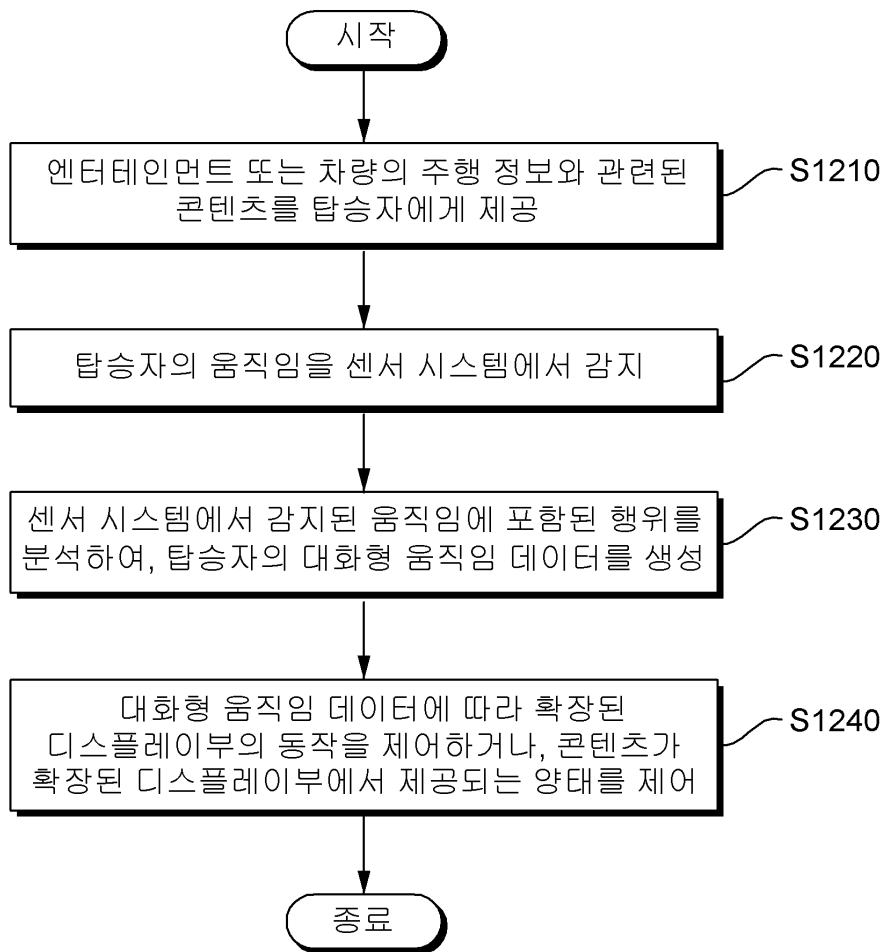 시작
엔터테인먼트 또는 차량의 주행 정보와 관련된
콘텐츠를 탑승자에게 제공
S1210
탑승자의 움직임을 센서 시스템에서 감지
S1220
센서 시스템에서 감지된 움직임에 포함된 행위를
분석하여, 탑승자의 대화형 움직임 데이터를 생성
S1230
대화형 움직임 데이터에 따라 확장된
디스플레이부의 동작을 제어하거나, 콘텐츠가
확장된 디스플레이부에서 제공되는 양태를 제어
S1240
종료